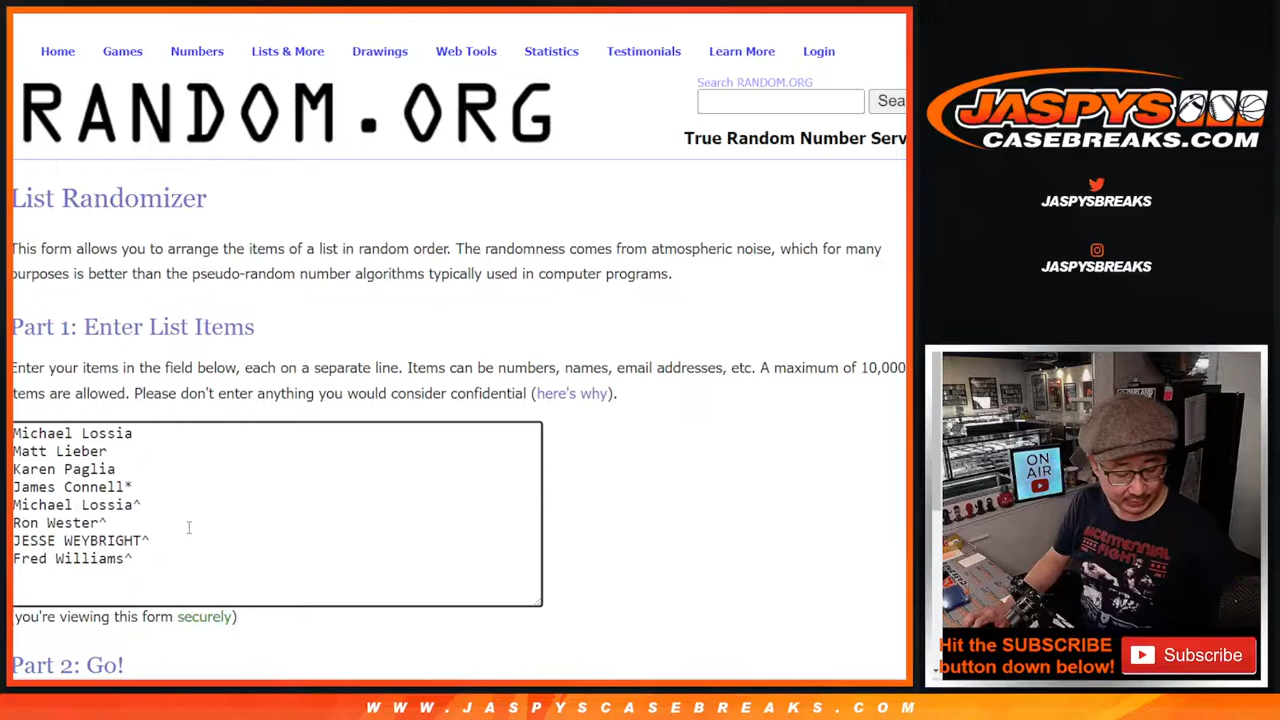 Home Games Numbers Lists & More Drawings Web Tools Statistics Testimonials Learn More Login
Search RANDOM.ORG
RANDOM.ORG
Sea
True Random Number Serv
List Randomizer
This form allows you to arrange the items of a list in random order. The randomness comes from atmospheric noise, which for many
purposes is better than the pseudo-random number algorithms typically used in computer programs.
Part 1: Enter List Items
Enter your items in the field below, each on a separate line. Items can be numbers, names, email addresses, etc. A maximum of 10,000
items are allowed. Please don't enter anything you would consider confidential (here's why).
Michael Lossia
Matt Lieber
Karen Paglia
James Connell*
Michael Lossia^
Ron Wester^
JESSE WEYBRIGHT^
Fred Williams^
(you're viewing this form securely)
Part 2: Go!
JASPYS
CASEBREAKS.COM
JASPYSBREAKS
JASPYSBREAKS
ON
AIR
BICENTENNIAL
FIGHT
Hit the SUBSCRIBE
button down below!
Subscribe
WWW.JASPYSCASEBREAKS.COM